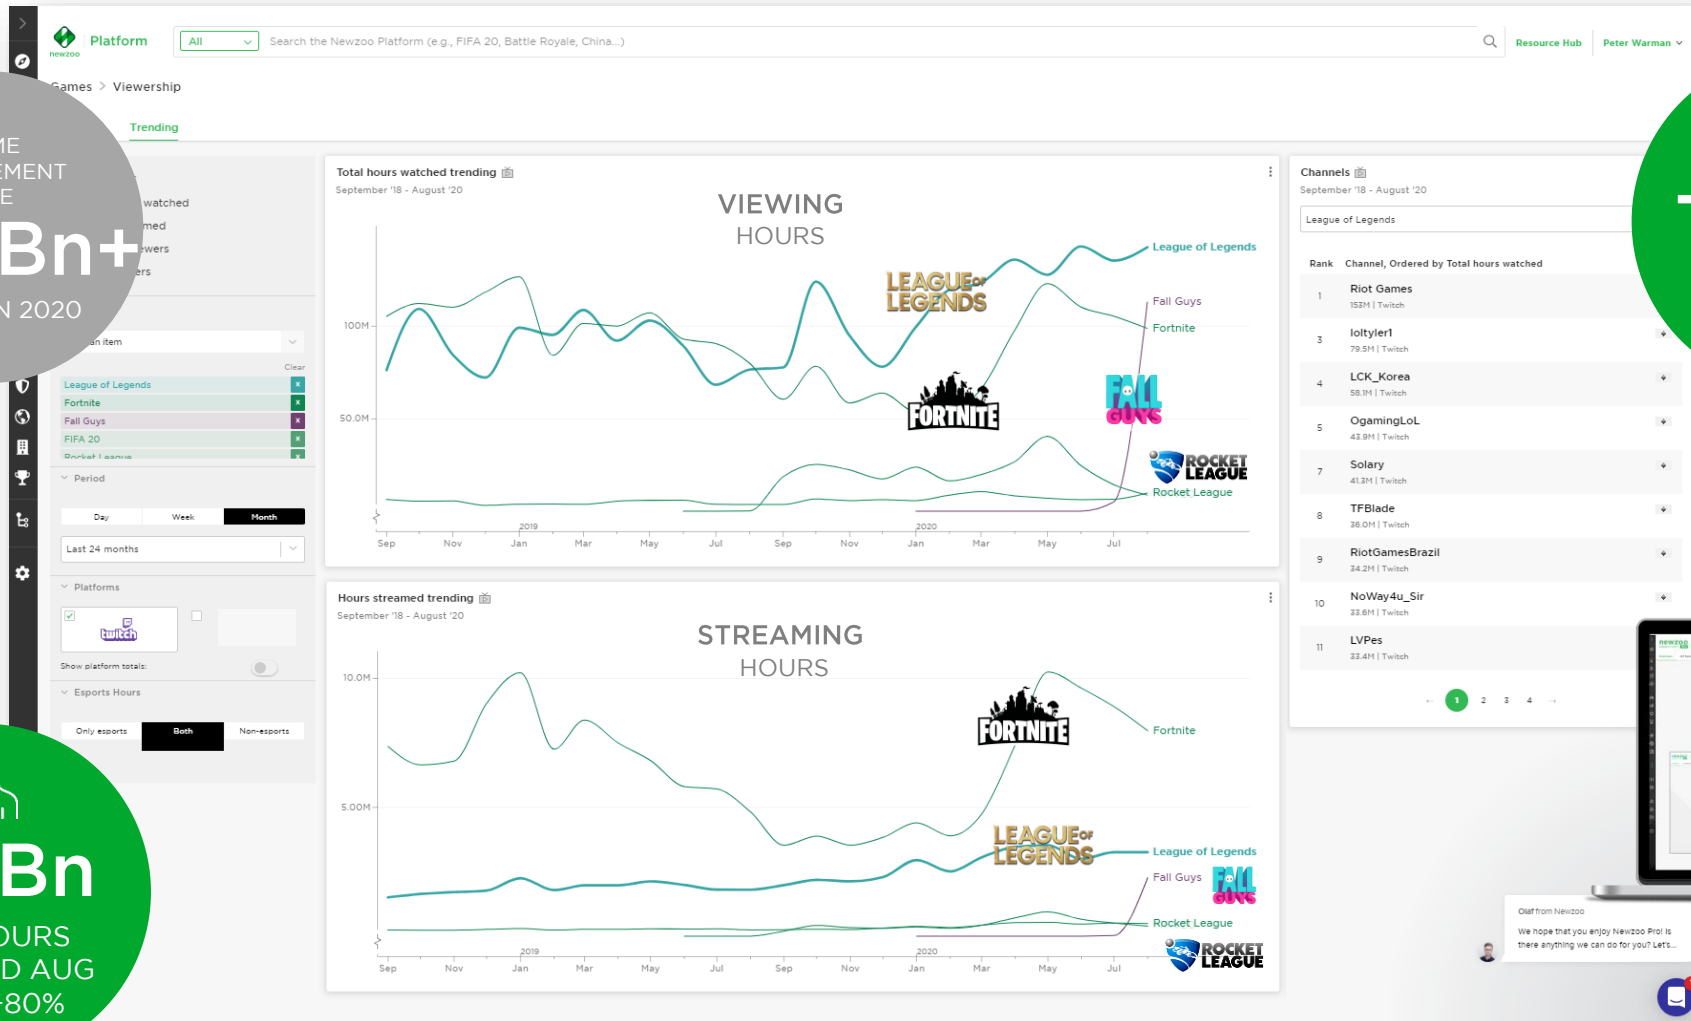 newzoo
Platform
All
Search the Newzoo Platform (e.g., FIFA 20, Battle Royale, China...)
Resource Hub
Peter Warman
Games > Viewership
Trending
ME
EMENT
E
Bn+
N 2020
watched
med
ewers
ers
an item
Clear
League of Legends
x
Fortnite
x
Fall Guys
x
FIFA 20
x
Rocket League
x
Period
Day
Week
Month
Last 24 months
Platforms
twitch
Show platform totals:
Esports Hours
Only esports
Both
Non-esports
Bn
OURS
D AUG
-80%
Total hours watched trending
September '18 - August '20
VIEWING
HOURS
100M
50.0M
League of Legends
LEAGUE OF
LEGENDS
Fall Guys
Fortnite
FORTNITE
FALL
GUYS
ROCKET
LEAGUE
Rocket League
2019
2020
Sep
Nov
Jan
Mar
May
Jul
Sep
Nov
Jan
Mar
May
Jul
Hours streamed trending
September '18 - August '20
STREAMING
HOURS
10.0M
5.00M
FORTNITE
Fortnite
LEAGUE OF
LEGENDS
League of Legends
Fall Guys
FALL
GUYS
Rocket League
ROCKET
LEAGUE
2019
2020
Sep
Nov
Jan
Mar
May
Jul
Sep
Nov
Jan
Mar
May
Jul
Channels
September '18 - August '20
League of Legends
Rank Channel, Ordered by Total hours watched
1 Riot Games
153M | Twitch
3 loltyler1
79.5M | Twitch
4 LCK_Korea
58.1M | Twitch
5 OgamingLoL
43.9M | Twitch
7 Solary
41.3M | Twitch
8 TFBlade
36.0M | Twitch
9 RiotGamesBrazil
34.2M | Twitch
10 NoWay4u_Sir
33.6M | Twitch
11 LVPes
33.4M | Twitch
1 2 3 4
newzoo
Olaf from Newzoo
We hope that you enjoy Newzoo Pro! Is
there anything we can do for you? Let's...